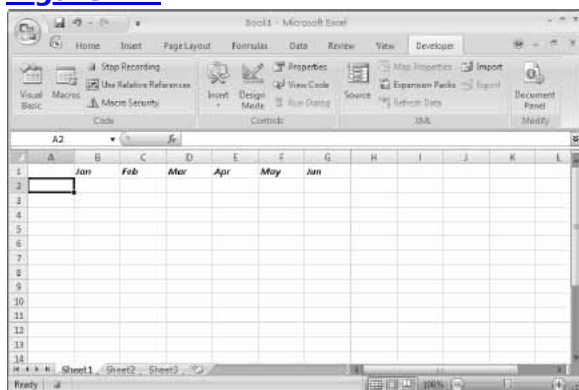 Book1 - Microsoft Excel
Home Insert Page Layout Formulas Data Review View Developer
Visual Basic
Macros
Stop Recording
Use Relative References
Macro Security
Code
Insert
Design Mode
Properties
View Code
Run Dialog
Controls
Source
Map Properties
Expansion Packs
Refresh Data
Import
Export
XML
Document Panel
Modify
A2 fx
A B C D E F G H I J K L
1 Jan Feb Mar Apr May Jun
2
3
4
5
6
7
8
9
10
11
12
13
14
Sheet1 Sheet2 Sheet3
Ready 100%